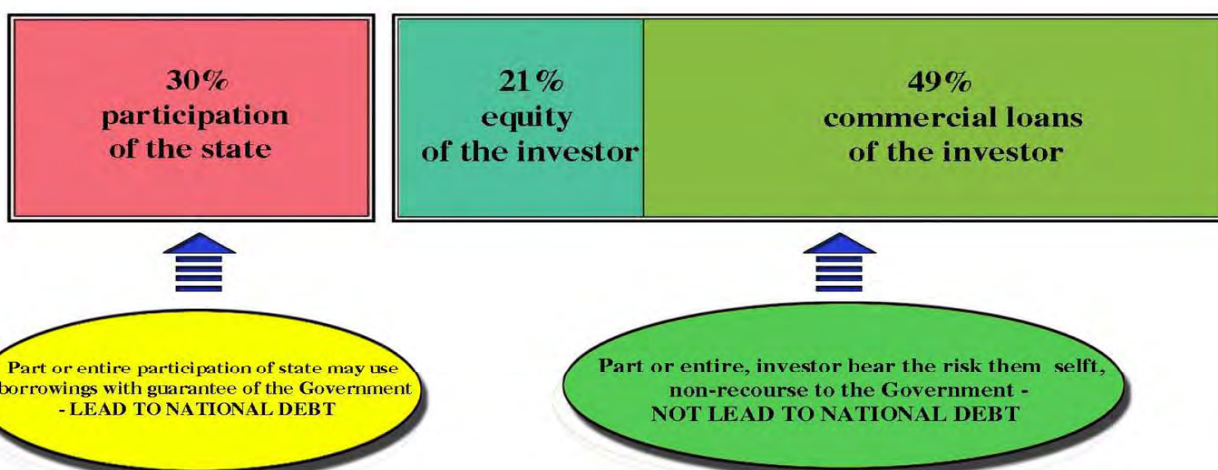 30%
participation
of the state
21%
equity
of the investor
49%
commercial loans
of the investor
Part or entire participation of state may use
borrowings with guarantee of the Government
- LEAD TO NATIONAL DEBT
Part or entire, investor bear the risk them selft,
non-recourse to the Government -
NOT LEAD TO NATIONAL DEBT